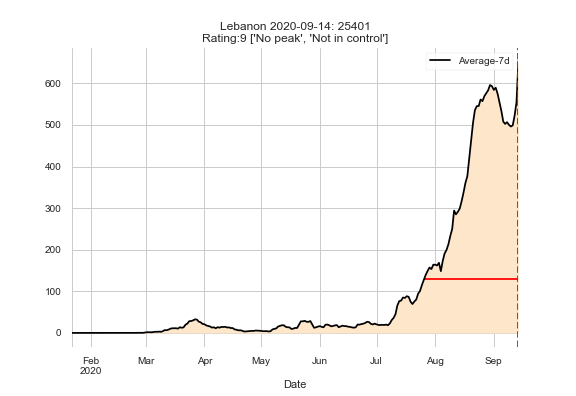 Lebanon 2020-09-14: 25401
Rating:9 ['No peak', 'Not in control']
Average-7d
600
500
400
300
200
100
0
Feb Mar Apr May Jun Jul Aug Sep
2020
Date